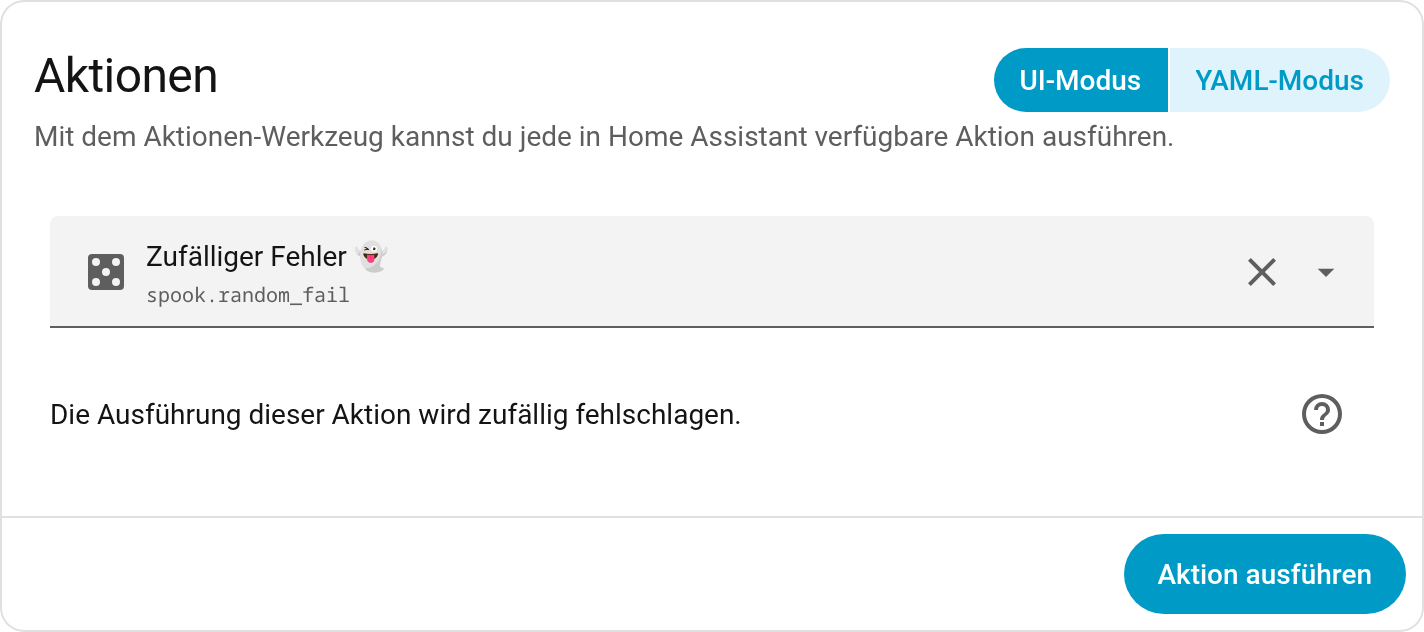 Aktionen
UI-Modus
YAML-Modus
Mit dem Aktionen-Werkzeug kannst du jede in Home Assistant verfügbare Aktion ausführen.
Zufälliger Fehler 👻
spook.random_fail
Die Ausführung dieser Aktion wird zufällig fehlschlagen.
Aktion ausführen